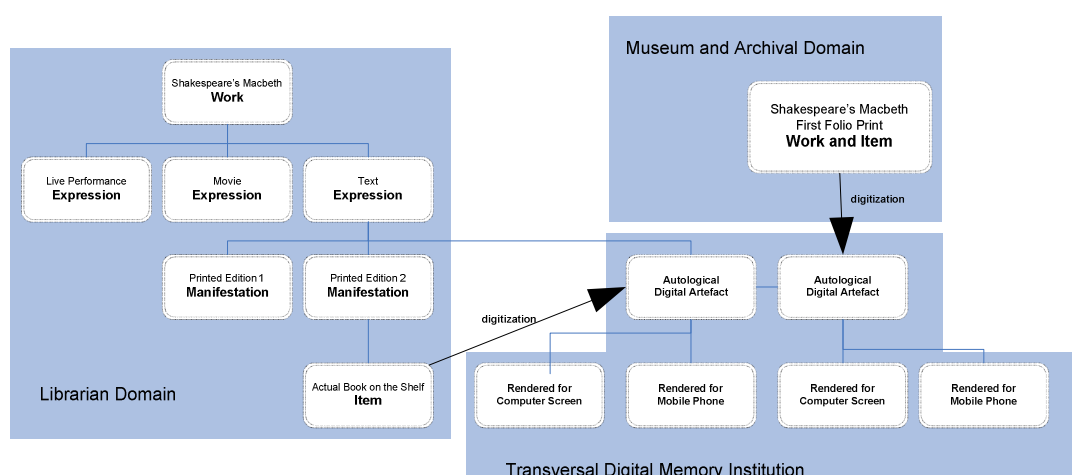 Museum and Archival Domain
Shakespeare's Macbeth
Work
Shakespeare's Macbeth
First Folio Print
Work and Item
Live Performance
Expression
Movie
Expression
Text
Expression
digitization
Printed Edition 1
Manifestation
Printed Edition 2
Manifestation
Autological
Digital Artefact
Autological
Digital Artefact
digitization
Librarian Domain
Actual Book on the Shelf
Item
Rendered for
Computer Screen
Rendered for
Mobile Phone
Rendered for
Computer Screen
Rendered for
Mobile Phone
Transversal Digital Memory Institution